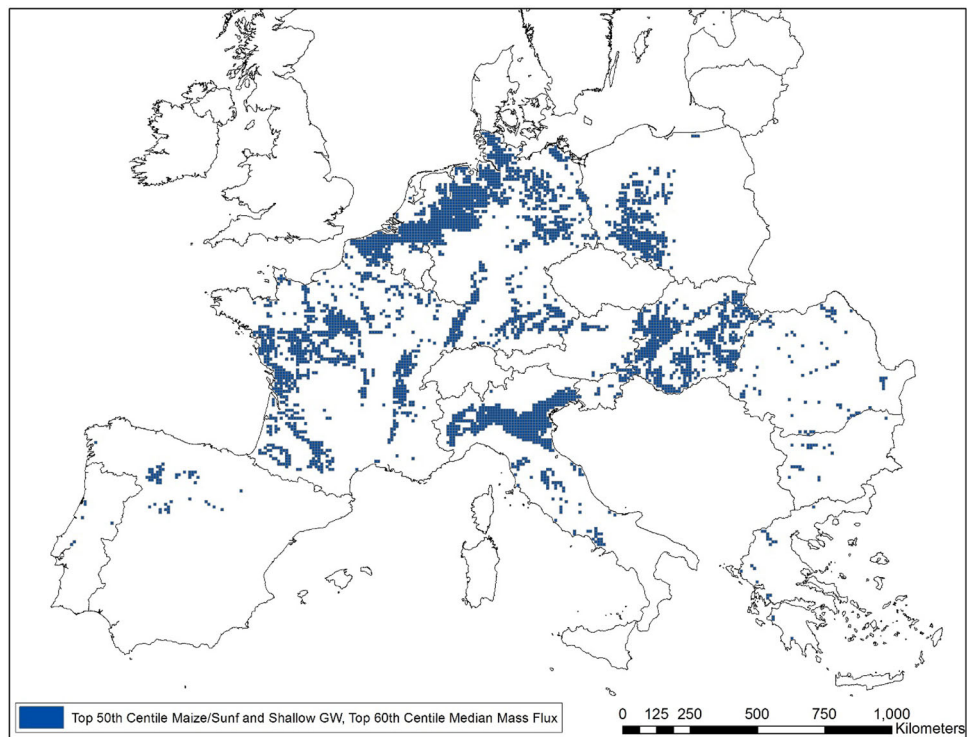 Top 50th Centile Maize/Sunf and Shallow GW, Top 60th Centile Median Mass Flux
0 125 250 500 750 1,000
Kilometers